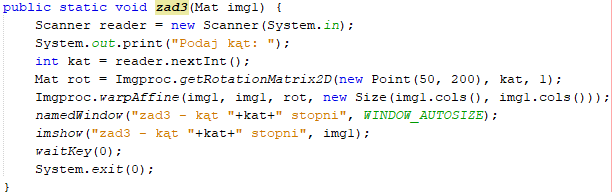 public static void zad3(Mat img1) {
Scanner reader = new Scanner(System.in);
System.out.print("Podaj kąt: ");
int kat = reader.nextInt();
Mat rot = Imgproc.getRotationMatrix2D(new Point(50, 200), kat, 1);
Imgproc.warpAffine(img1, img1, rot, new Size(img1.cols(), img1.cols()));
namedWindow("zad3 - kąt "+kat+" stopni", WINDOW_AUTOSIZE);
imshow("zad3 - kąt "+kat+" stopni", img1);
waitKey(0);
System.exit(0);
}